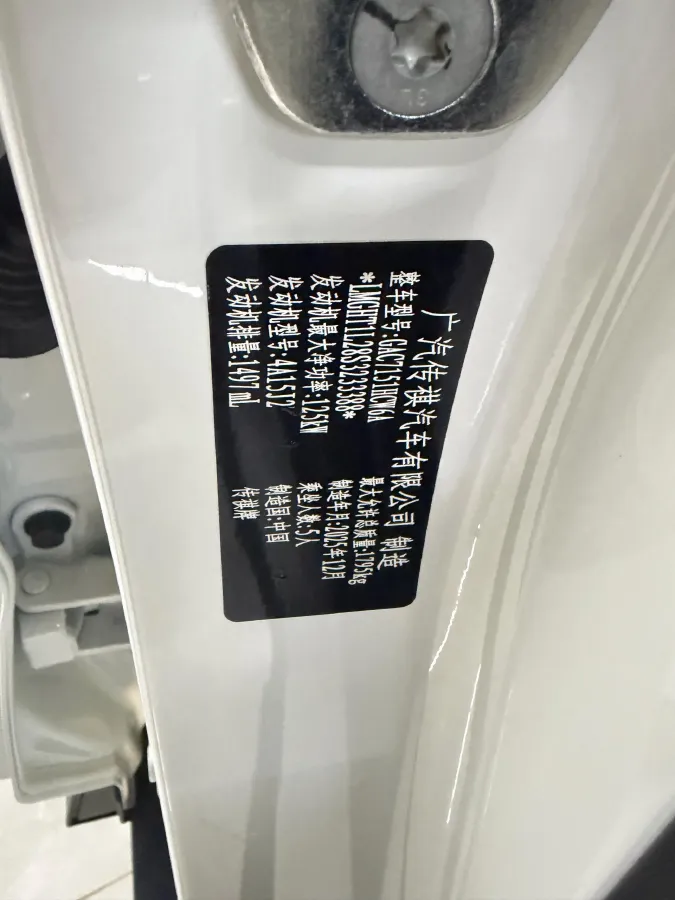 广汽传祺汽车有限公司 制造
整车型号:GAC7151HCW6A 最大允许总质量:1795kg
*LMGHT1L28S3233388* 制造年月:2025年12月
发动机最大净功率:125kW 乘坐人数:5人
发动机型号:4A15J2 制造国:中国
发动机排量:1497mL 传祺牌